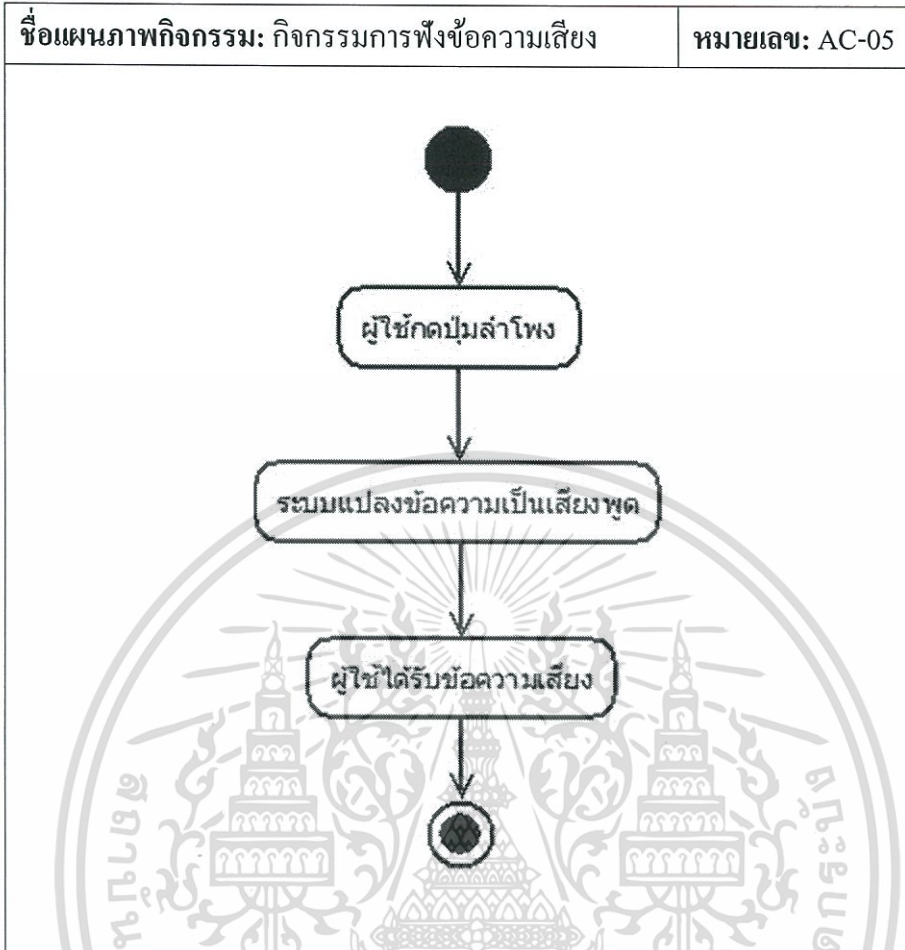 ชื่อแผนภาพกิจกรรม: กิจกรรมการฟังข้อความเสียง
หมายเลข: AC-05
ผู้ใช้กดปุ่มลำโพง
ระบบแปลงข้อความเป็นเสียงพูด
ผู้ใช้ได้รับข้อความเสียง